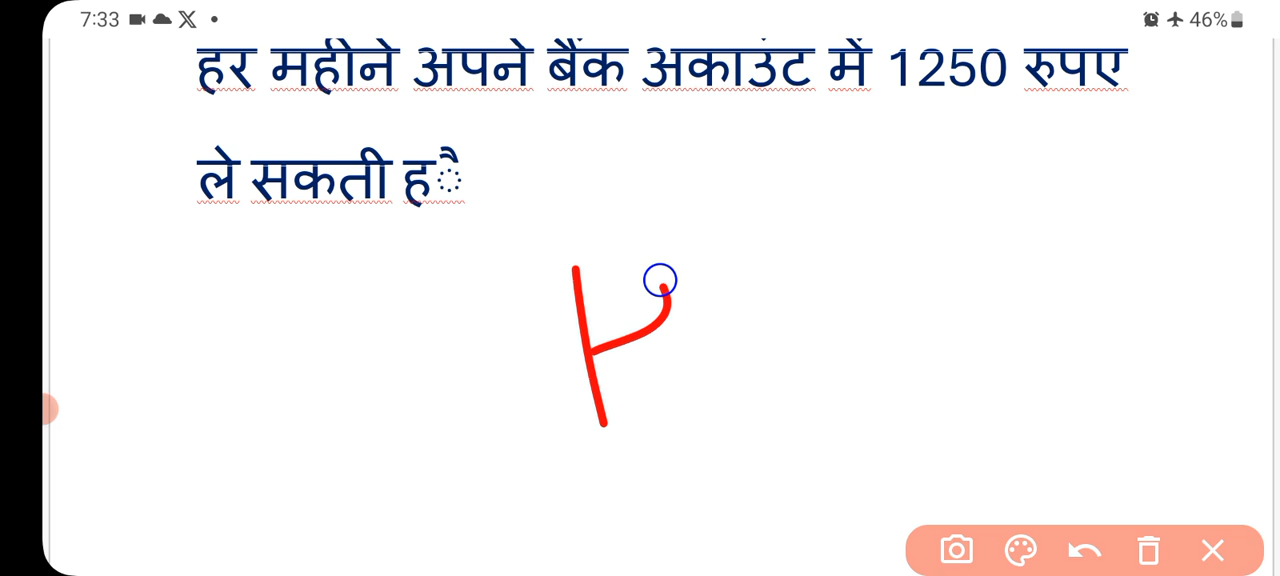 7:33 X
46%
हर महीने अपने बैंक अकाउंट में 1250 रुपए
ले सकती है